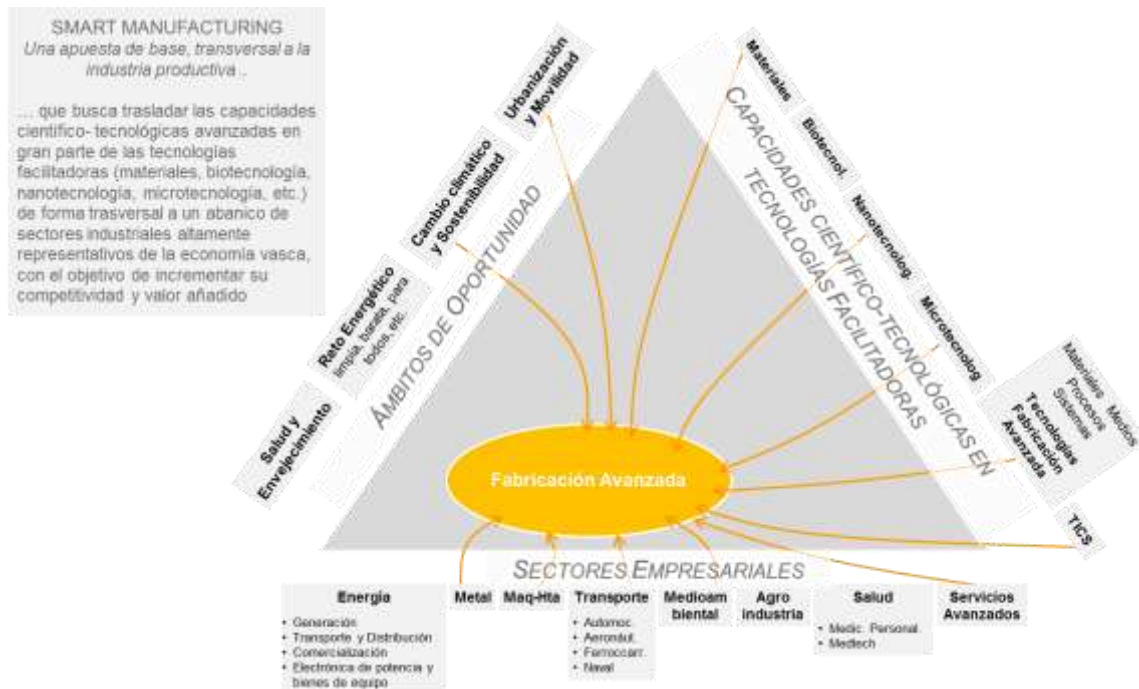 SMART MANUFACTURING
Una apuesta de base, transversal a la
industria productiva ..
… que busca trasladar las capacidades
científico- tecnológicas avanzadas en
gran parte de las tecnologías
facilitadoras (materiales, biotecnología,
nanotecnología, microtecnología, etc.)
de forma trasversal a un abanico de
sectores industriales altamente
representativos de la economía vasca,
con el objetivo de incrementar su
competitividad y valor añadido
Urbanización
y Movilidad
Cambio climático
y Sostenibilidad
Reto Energético
limpia, barata, para
todos, etc.
Salud y
Envejecimiento
ÁMBITOS DE OPORTUNIDAD
CAPACIDADES CIENTIFICO-TECNOLÓGICAS EN
TECNOLOGÍAS FACILITADORAS
Materiales
Biotecnol.
Nanotecnolog.
Microtecnolog
Materiales Medios
Procesos
Sistemas
Tecnologías
Fabricación
Avanzada
TICS
Fabricación Avanzada
SECTORES EMPRESARIALES
Energía
• Generación
• Transporte y Distribución
• Comercialización
• Electrónica de potencia y
bienes de equipo
Metal
Maq-Hta
Transporte
• Automoc.
• Aeronáut.
• Ferroccarr.
• Naval
Medioam
biental
Agro
industria
Salud
• Medic. Personal.
• Medtech
Servicios
Avanzados